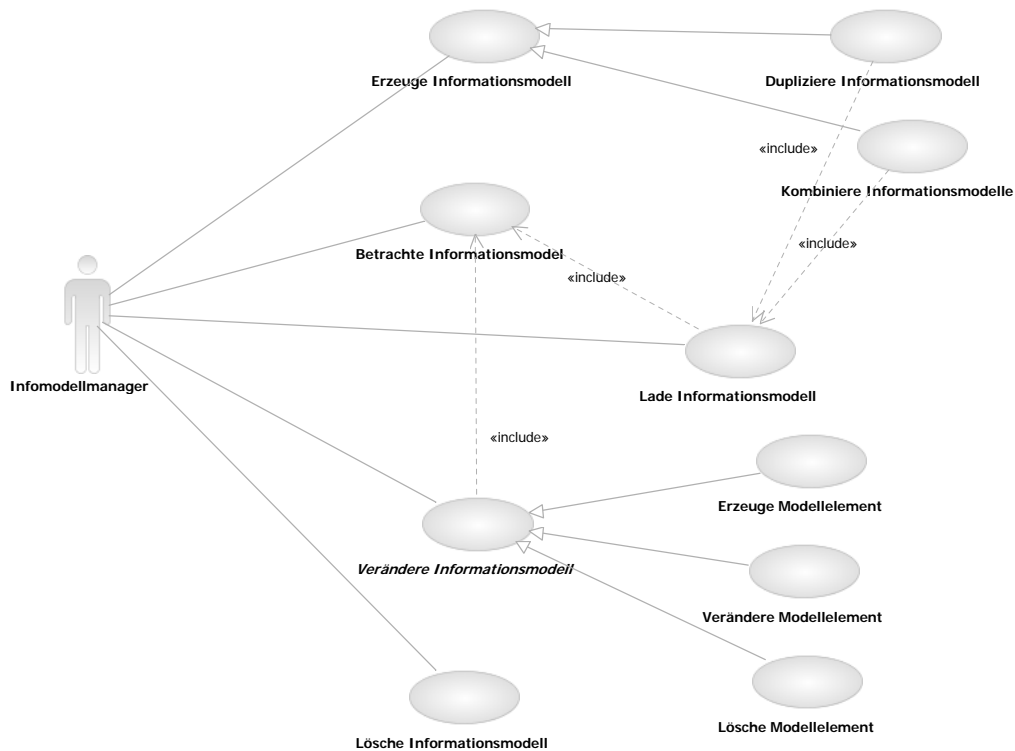 Erzeuge Informationsmodell
Dupliziere Informationsmodell
«include»
Kombiniere Informationsmodelle
«include»
Betrachte Informationsmodel
«include»
Infomodellmanager
Lade Informationsmodell
«include»
Erzeuge Modellelement
Verändere Informationsmodell
Verändere Modellelement
Lösche Modellelement
Lösche Informationsmodell